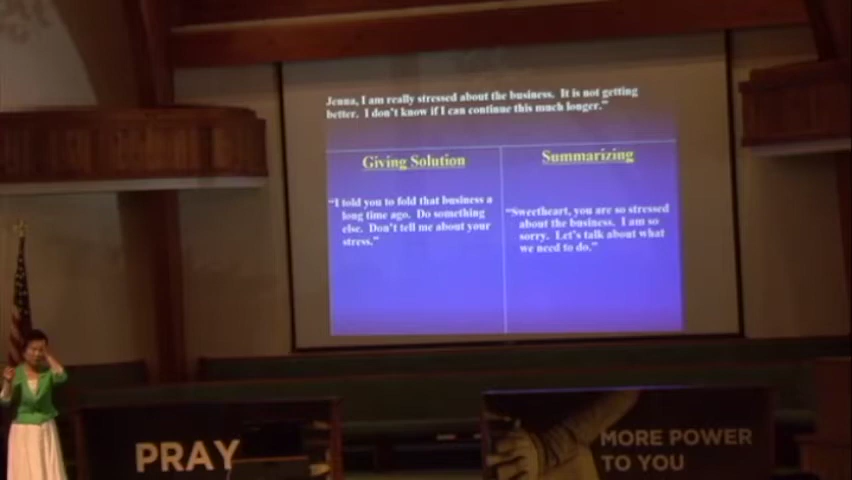 Jenna, I am really stressed about the business. It is not getting
better. I don't know if I can continue this much longer."
Giving Solution
Summarizing
"I told you to fold that business a
long time ago. Do something
else. Don't tell me about your
stress."
"Sweetheart, you are so stressed
about the business. I am so
sorry. Let's talk about what
we need to do."
PRAY
MORE POWER
TO YOU